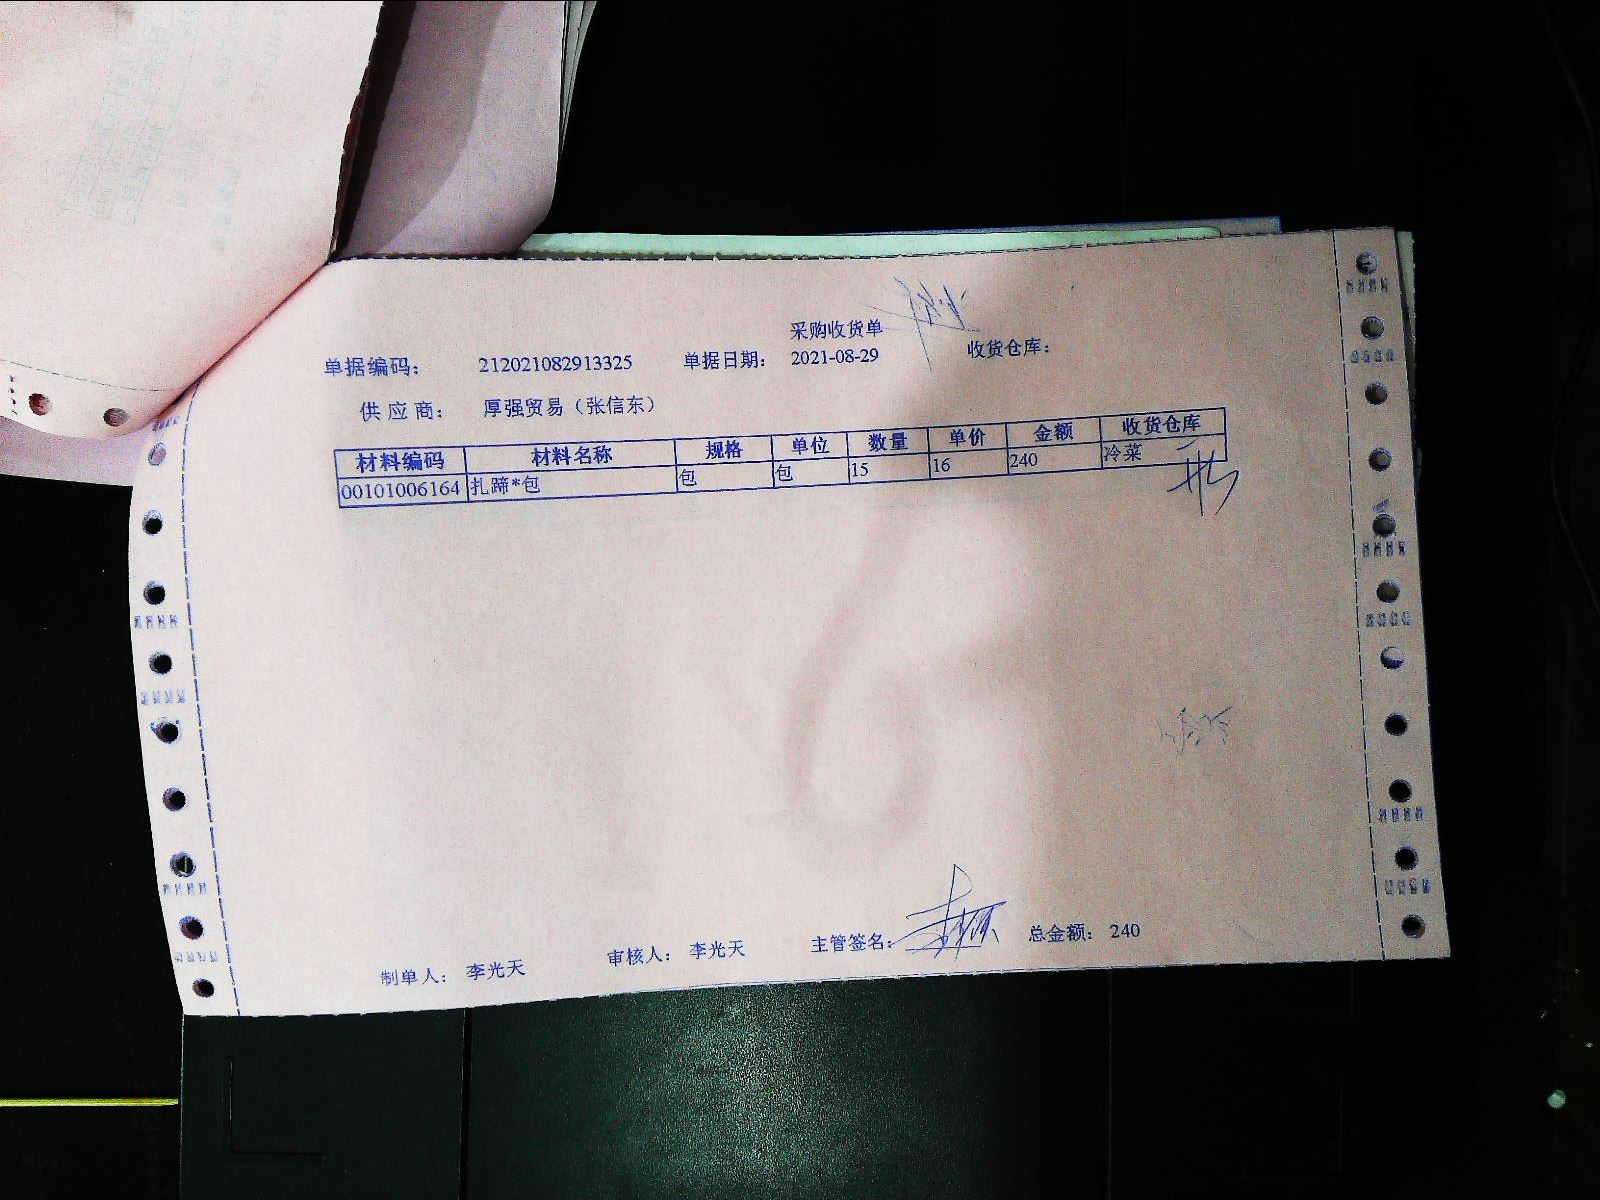 采购收货单
单据编码： 212021082913325 单据日期： 2021-08-29 收货仓库：
供应商： 厚强贸易（张信东）
材料编码 材料名称 规格 单位 数量 单价 金额 收货仓库
00101006164 扎蹄*包 包 包 15 16 240 冷菜
制单人： 李光天 审核人： 李光天 主管签名： 总金额： 240